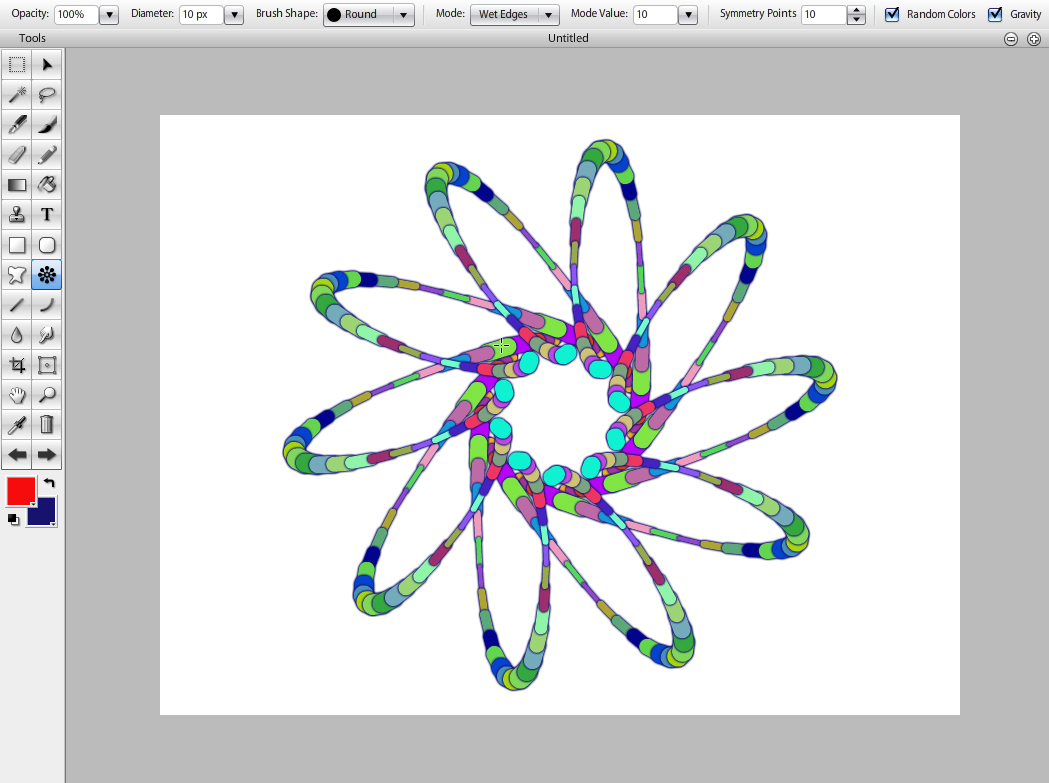 Opacity: 100% Diameter: 10 px Brush Shape: Round Mode: Wet Edges Mode Value: 10 Symmetry Points 10 Random Colors Gravity
Tools Untitled
T